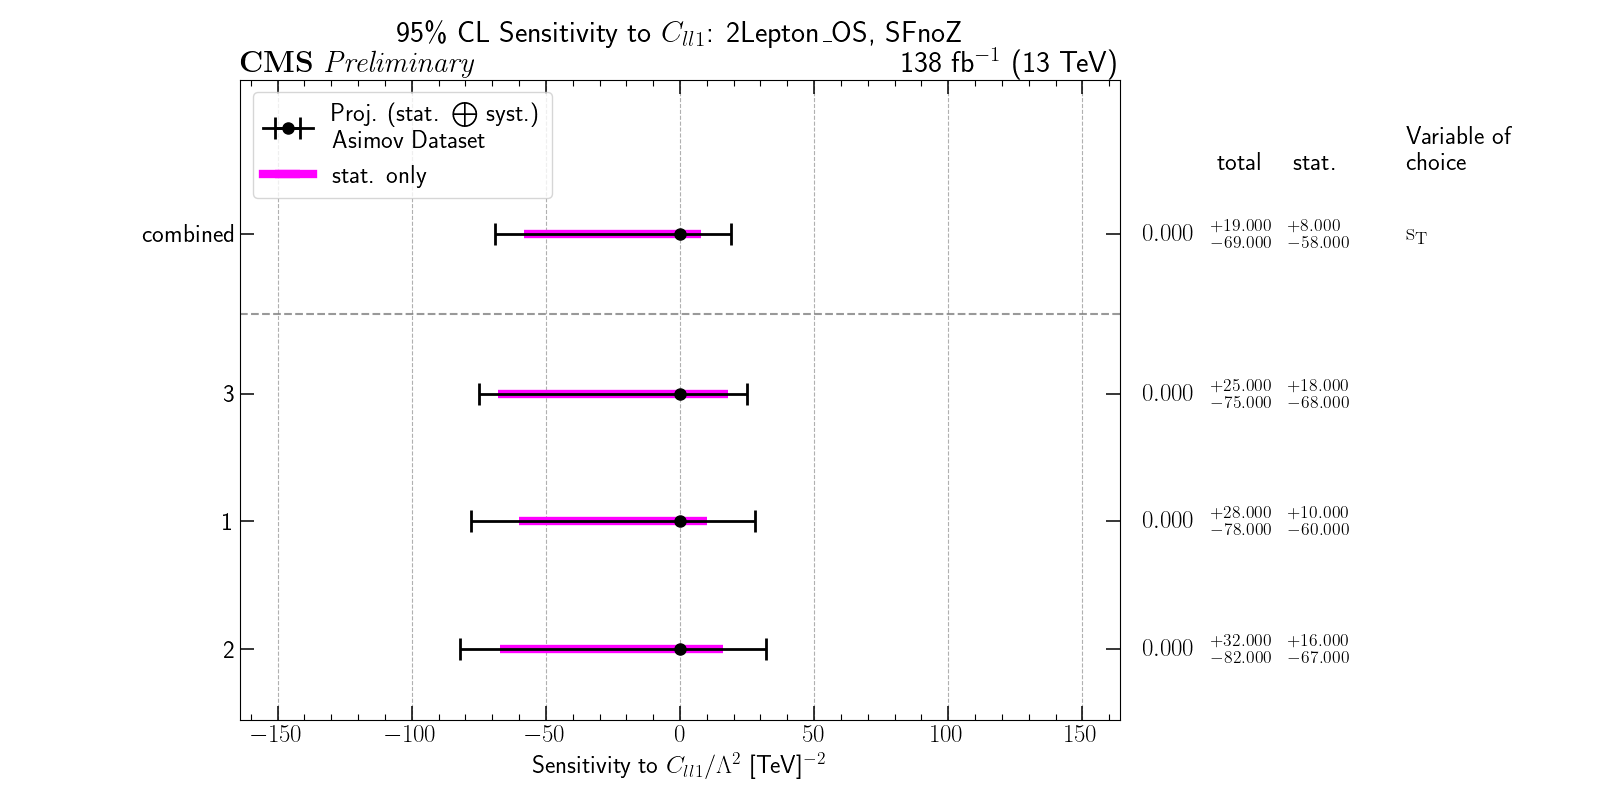 95% CL Sensitivity to C_ll1: 2Lepton_OS, SFnoZ
CMS Preliminary 138 fb⁻¹ (13 TeV)
Proj. (stat. ⨁ syst.)
Asimov Dataset
stat. only
Variable of
total stat. choice
combined 0.000 +19.000 −69.000 +8.000 −58.000 s_T
3 0.000 +25.000 −75.000 +18.000 −68.000
1 0.000 +28.000 −78.000 +10.000 −60.000
2 0.000 +32.000 −82.000 +16.000 −67.000
−150 −100 −50 0 50 100 150
Sensitivity to C_ll1/Λ² [TeV]⁻²